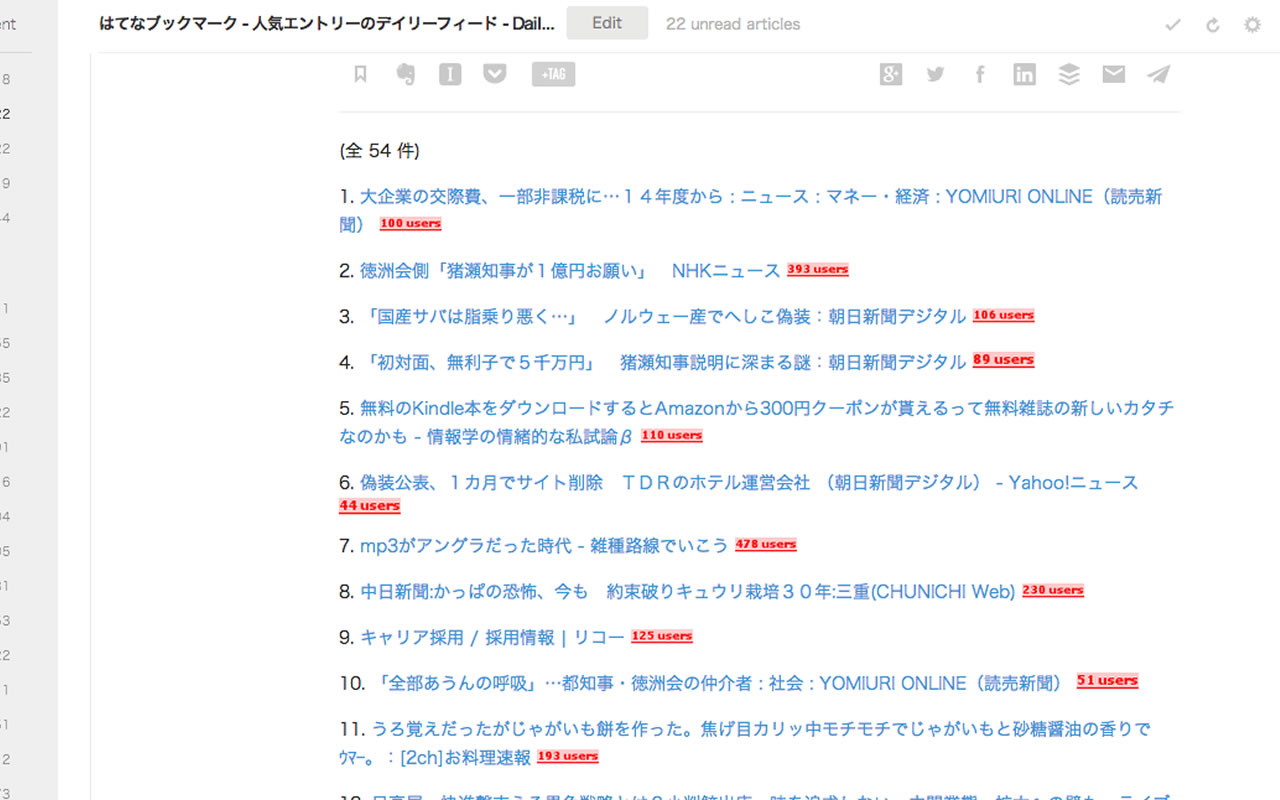 nt
はてなブックマーク - 人気エントリーのデイリーフィード - Dail...
Edit
22 unread articles
8
22
22
9
4
1
5
5
22
1
6
4
5
1
3
22
1
1
2
3
+TAG
(全 54 件)
1. 大企業の交際費、一部非課税に…１４年度から : ニュース : マネー・経済 : YOMIURI ONLINE（読売新
聞） 100 users
2. 徳洲会側「猪瀬知事が１億円お願い」　NHKニュース 393 users
3. 「国産サバは脂乗り悪く…」　ノルウェー産でへしこ偽装：朝日新聞デジタル 106 users
4. 「初対面、無利子で５千万円」　猪瀬知事説明に深まる謎：朝日新聞デジタル 89 users
5. 無料のKindle本をダウンロードするとAmazonから300円クーポンが貰えるって無料雑誌の新しいカタチ
なのかも - 情報学の情緒的な私試論β 110 users
6. 偽装公表、１カ月でサイト削除　ＴＤＲのホテル運営会社 （朝日新聞デジタル） - Yahoo!ニュース
44 users
7. mp3がアングラだった時代 - 雑種路線でいこう 478 users
8. 中日新聞:かっぱの恐怖、今も　約束破りキュウリ栽培３０年:三重(CHUNICHI Web) 230 users
9. キャリア採用 / 採用情報 | リコー 125 users
10. 「全部あうんの呼吸」…都知事・徳洲会の仲介者 : 社会 : YOMIURI ONLINE（読売新聞） 51 users
11. うろ覚えだったがじゃがいも餅を作った。焦げ目カリッ中モチモチでじゃがいもと砂糖醤油の香りで
ｳﾏｰ。：[2ch]お料理速報 193 users